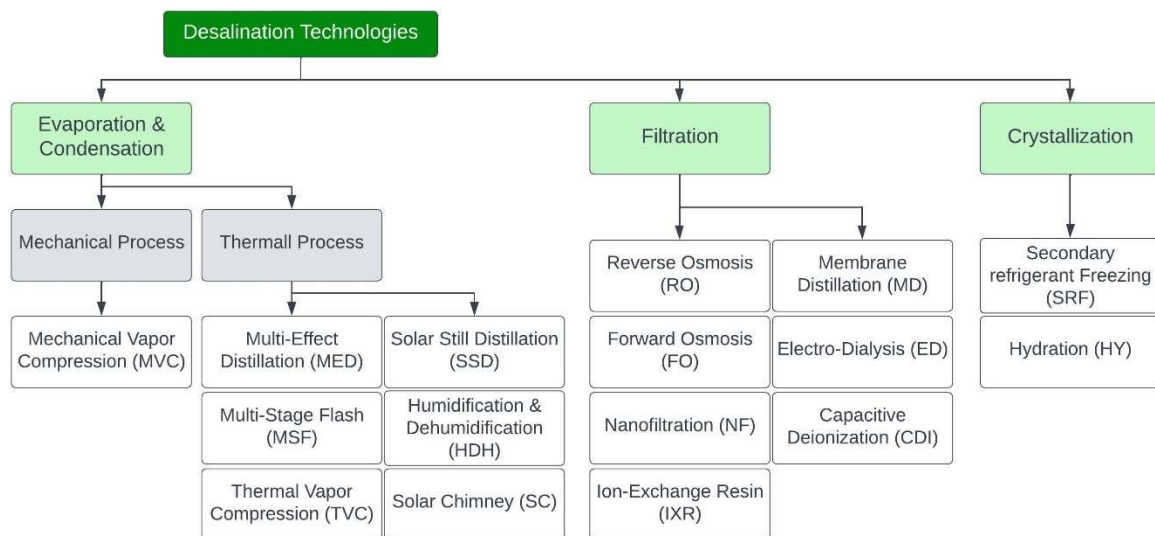 Desalination Technologies
Evaporation &
Condensation
Filtration
Crystallization
Mechanical Process
Thermall Process
Mechanical Vapor
Compression (MVC)
Multi-Effect
Distillation (MED)
Multi-Stage Flash
(MSF)
Thermal Vapor
Compression (TVC)
Solar Still Distillation
(SSD)
Humidification &
Dehumidification
(HDH)
Solar Chimney (SC)
Reverse Osmosis
(RO)
Forward Osmosis
(FO)
Nanofiltration (NF)
Ion-Exchange Resin
(IXR)
Membrane
Distillation (MD)
Electro-Dialysis (ED)
Capacitive
Deionization (CDI)
Secondary
refrigerant Freezing
(SRF)
Hydration (HY)